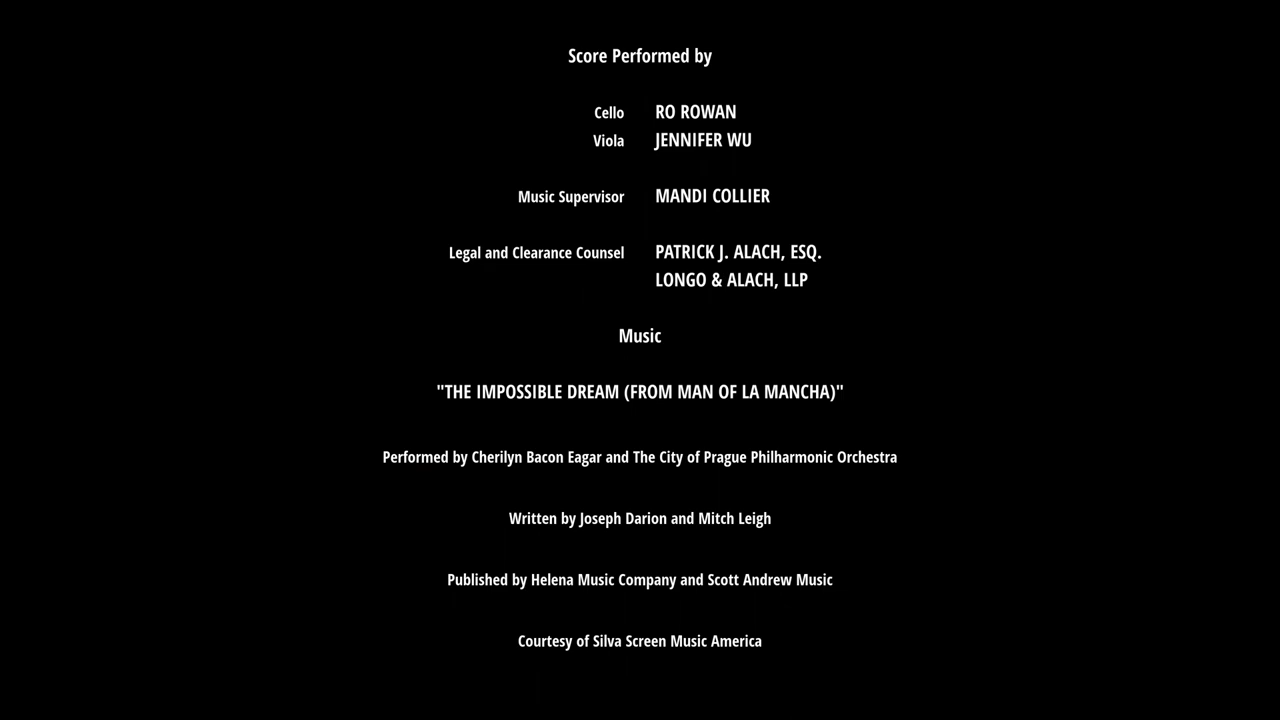 Score Performed by
Cello RO ROWAN
Viola JENNIFER WU
Music Supervisor MANDI COLLIER
Legal and Clearance Counsel PATRICK J. ALACH, ESQ.
LONGO & ALACH, LLP
Music
"THE IMPOSSIBLE DREAM (FROM MAN OF LA MANCHA)"
Performed by Cherilyn Bacon Eagar and The City of Prague Philharmonic Orchestra
Written by Joseph Darion and Mitch Leigh
Published by Helena Music Company and Scott Andrew Music
Courtesy of Silva Screen Music America